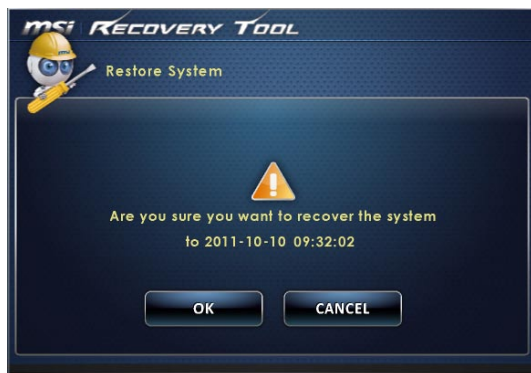 msi RECOVERY TOOL
Restore System
Are you sure you want to recover the system
to 2011-10-10 09:32:02
OK CANCEL